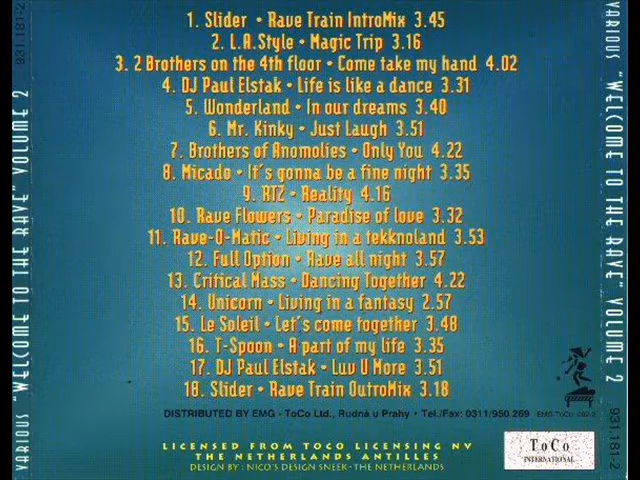 931.181-2
VARIOUS "WELCOME TO THE RAVE" VOLUME 2
1. Slider • Rave Train IntroMix 3.45
2. L.A.Style • Magic Trip 3.16
3. 2 Brothers on the 4th floor • Come take my hand 4.02
4. DJ Paul Elstak • Life is like a dance 3.31
5. Wonderland • In our dreams 3.40
6. Mr. Kinky • Just Laugh 3.51
7. Brothers of Anomolies • Only You 4.22
8. Micado • It's gonna be a fine night 3.35
9. RTZ • Reality 4.16
10. Rave Flowers • Paradise of love 3.32
11. Rave-O-Matic • Living in a tekknoland 3.53
12. Full Option • Rave all night 3.57
13. Critical Mass • Dancing Together 4.22
14. Unicorn • Living in a fantasy 2.57
15. Le Soleil • Let's come together 3.48
16. T-Spoon • A part of my life 3.35
17. DJ Paul Elstak • Luv U More 3.51
18. Slider • Rave Train OutroMix 3.18
DISTRIBUTED BY EMG • ToCo Ltd., Rudná u Prahy • Tel./Fax: 0311/950 259
LICENSED FROM TOCO LICENSING NV
THE NETHERLANDS ANTILLES
DESIGN BY : NICO'S DESIGN SNEEK-THE NETHERLANDS
ToCo
INTERNATIONAL
VARIOUS "WELCOME TO THE RAVE" VOLUME 2
931.181-2